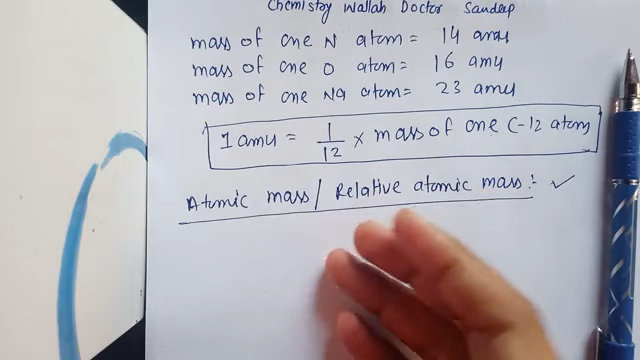 Chemistry Wallah Doctor Sandeep
mass of one N atom = 14 amu
mass of one O atom = 16 amu
mass of one Na atom = 23 amu
1 amu = 1/12 × mass of one C-12 atom
Atomic mass / Relative atomic mass :- ✓